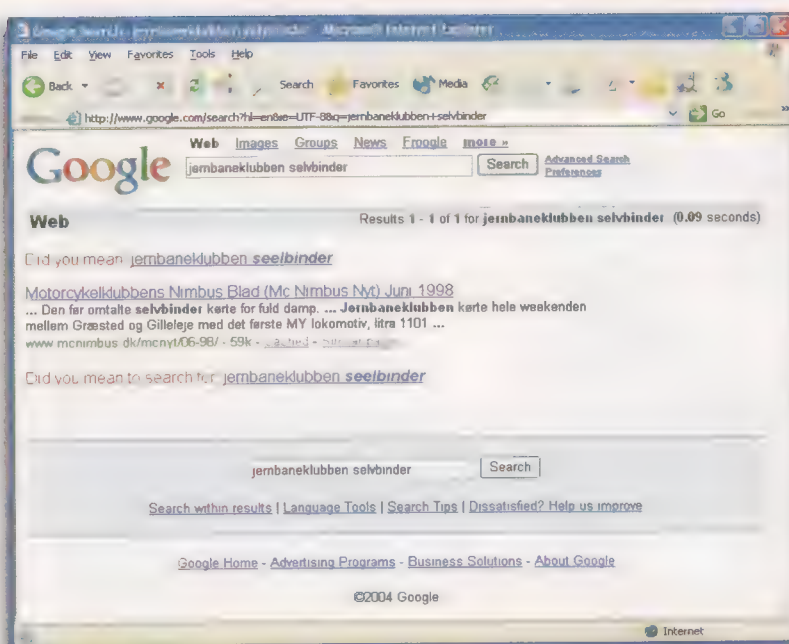 Google Search: jernbaneklubben selvbinder - Microsoft Internet Explorer
File Edit View Favorites Tools Help
Back Search Favorites Media
http://www.google.com/search?hl=en&ie=UTF-8&q=jernbaneklubben+selvbinder Go
Web Images Groups News Froogle more »
Google jernbaneklubben selvbinder Search Advanced Search
Preferences
Web Results 1 - 1 of 1 for jernbaneklubben selvbinder (0.09 seconds)
Did you mean: jernbaneklubben seelbinder
Motorcykelklubbens Nimbus Blad (Mc Nimbus Nyt) Juni 1998
... Den før omtalte selvbinder kørte for fuld damp. ... Jernbaneklubben kørte hele weekenden
mellem Græsted og Gilleleje med det første MY lokomotiv, litra 1101 ...
www.mcnimbus.dk/mcnyt/06-98/ - 59k -
Did you mean to search for: jernbaneklubben seelbinder
jernbaneklubben selvbinder Search
Search within results | Language Tools | Search Tips | Dissatisfied? Help us improve
Google Home - Advertising Programs - Business Solutions - About Google
©2004 Google
Internet